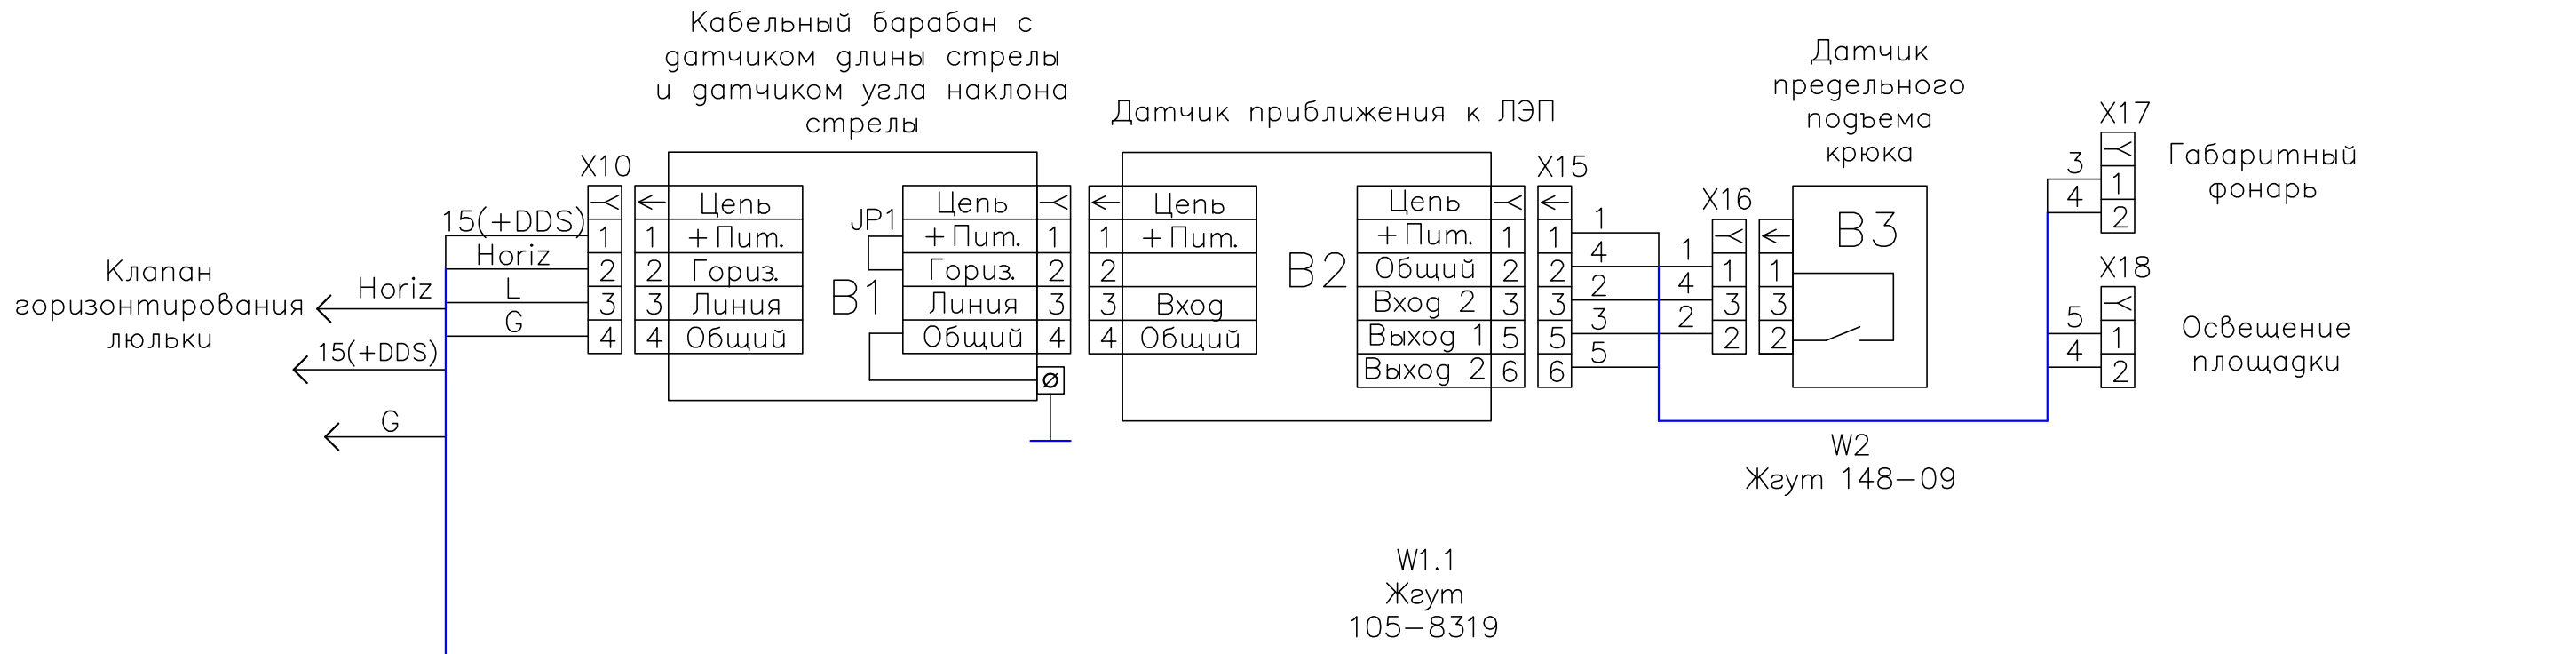 Кабельный барабан с
датчиком длины стрелы
и датчиком угла наклона
стрелы
Датчик приближения к ЛЭП
Датчик
предельного
подъема
крюка
X17
3
4
1
2
Габаритный
фонарь
X10
15(+DDS)
Horiz
L
G
1
2
3
4
Цепь
1 +Пит.
2 Гориз.
3 Линия
4 Общий
B1
JP1
Цепь
+Пит. 1
Гориз. 2
Линия 3
Общий 4
Цепь
1 +Пит.
2
3 Вход
4 Общий
B2
Цепь
+Пит. 1
Общий 2
Вход 2 3
Выход 1 5
Выход 2 6
X15
1
2
3
5
6
1
4
2
3
5
1
4
2
X16
1
3
2
1
3
2
B3
X18
5
4
1
2
Освещение
площадки
Клапан
горизонтирования
люльки
Horiz
15(+DDS)
G
W2
Жгут 148-09
W1.1
Жгут
105-8319